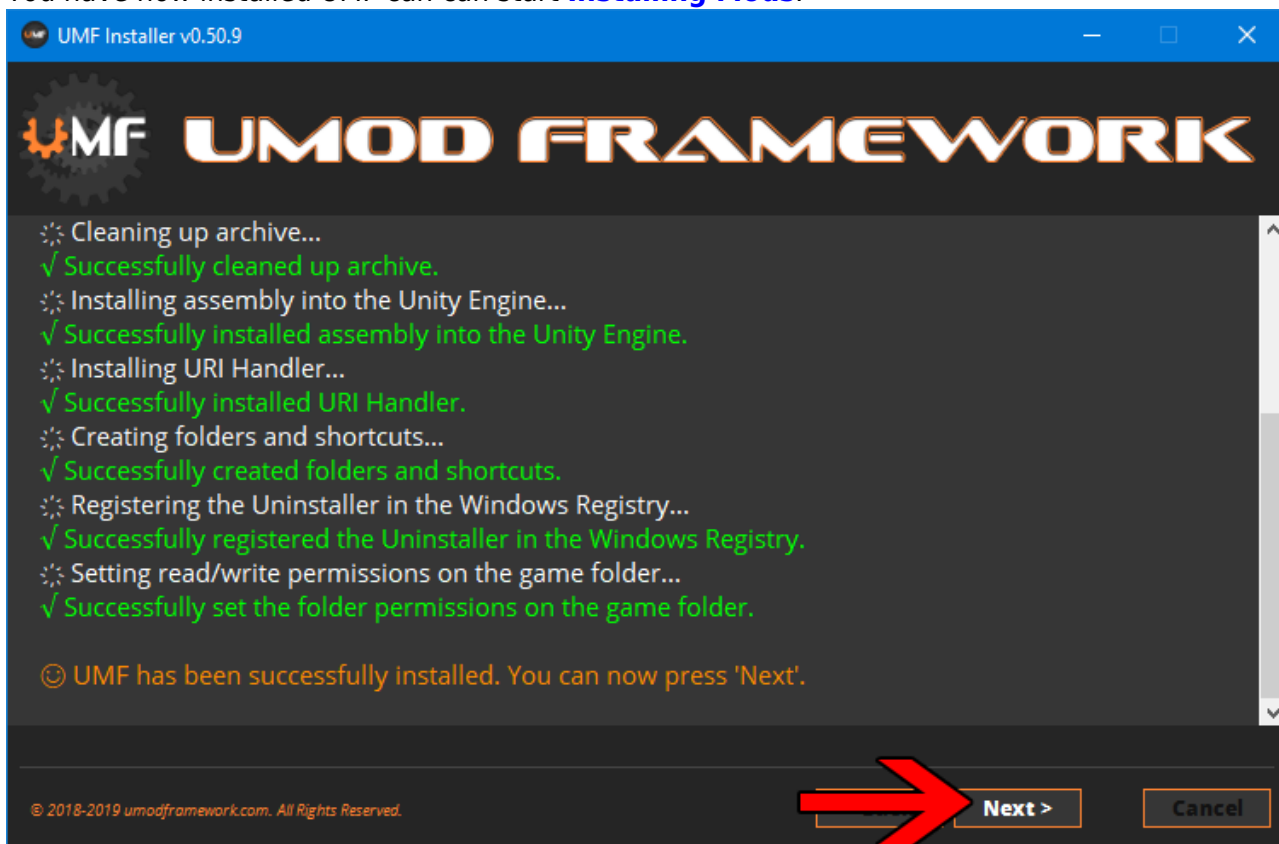 UMF Installer v0.50.9
UMF UMOD FRAMEWORK
Cleaning up archive...
√ Successfully cleaned up archive.
Installing assembly into the Unity Engine...
√ Successfully installed assembly into the Unity Engine.
Installing URI Handler...
√ Successfully installed URI Handler.
Creating folders and shortcuts...
√ Successfully created folders and shortcuts.
Registering the Uninstaller in the Windows Registry...
√ Successfully registered the Uninstaller in the Windows Registry.
Setting read/write permissions on the game folder...
√ Successfully set the folder permissions on the game folder.
☺ UMF has been successfully installed. You can now press 'Next'.
© 2018-2019 umodframework.com. All Rights Reserved.
Next >
Cancel